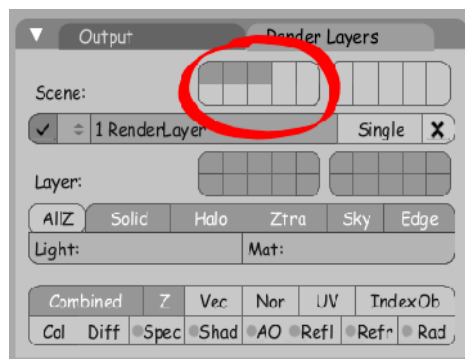 Output Render Layers
Scene:
1 RenderLayer Single X
Layer:
AllZ Solid Halo Ztra Sky Edge
Light: Mat:
Combined Z Vec Nor UV IndexOb
Col Diff Spec Shad AO Refl Refr Rad